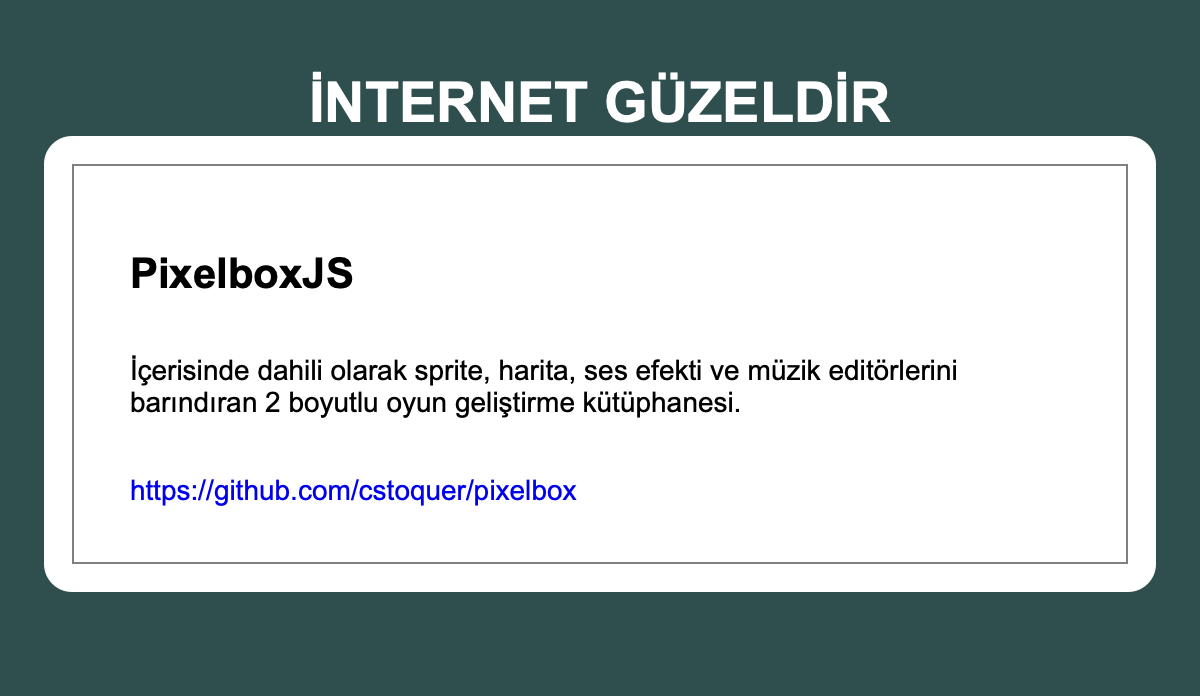 İNTERNET GÜZELDİR
PixelboxJS
İçerisinde dahili olarak sprite, harita, ses efekti ve müzik editörlerini
barındıran 2 boyutlu oyun geliştirme kütüphanesi.
https://github.com/cstoquer/pixelbox